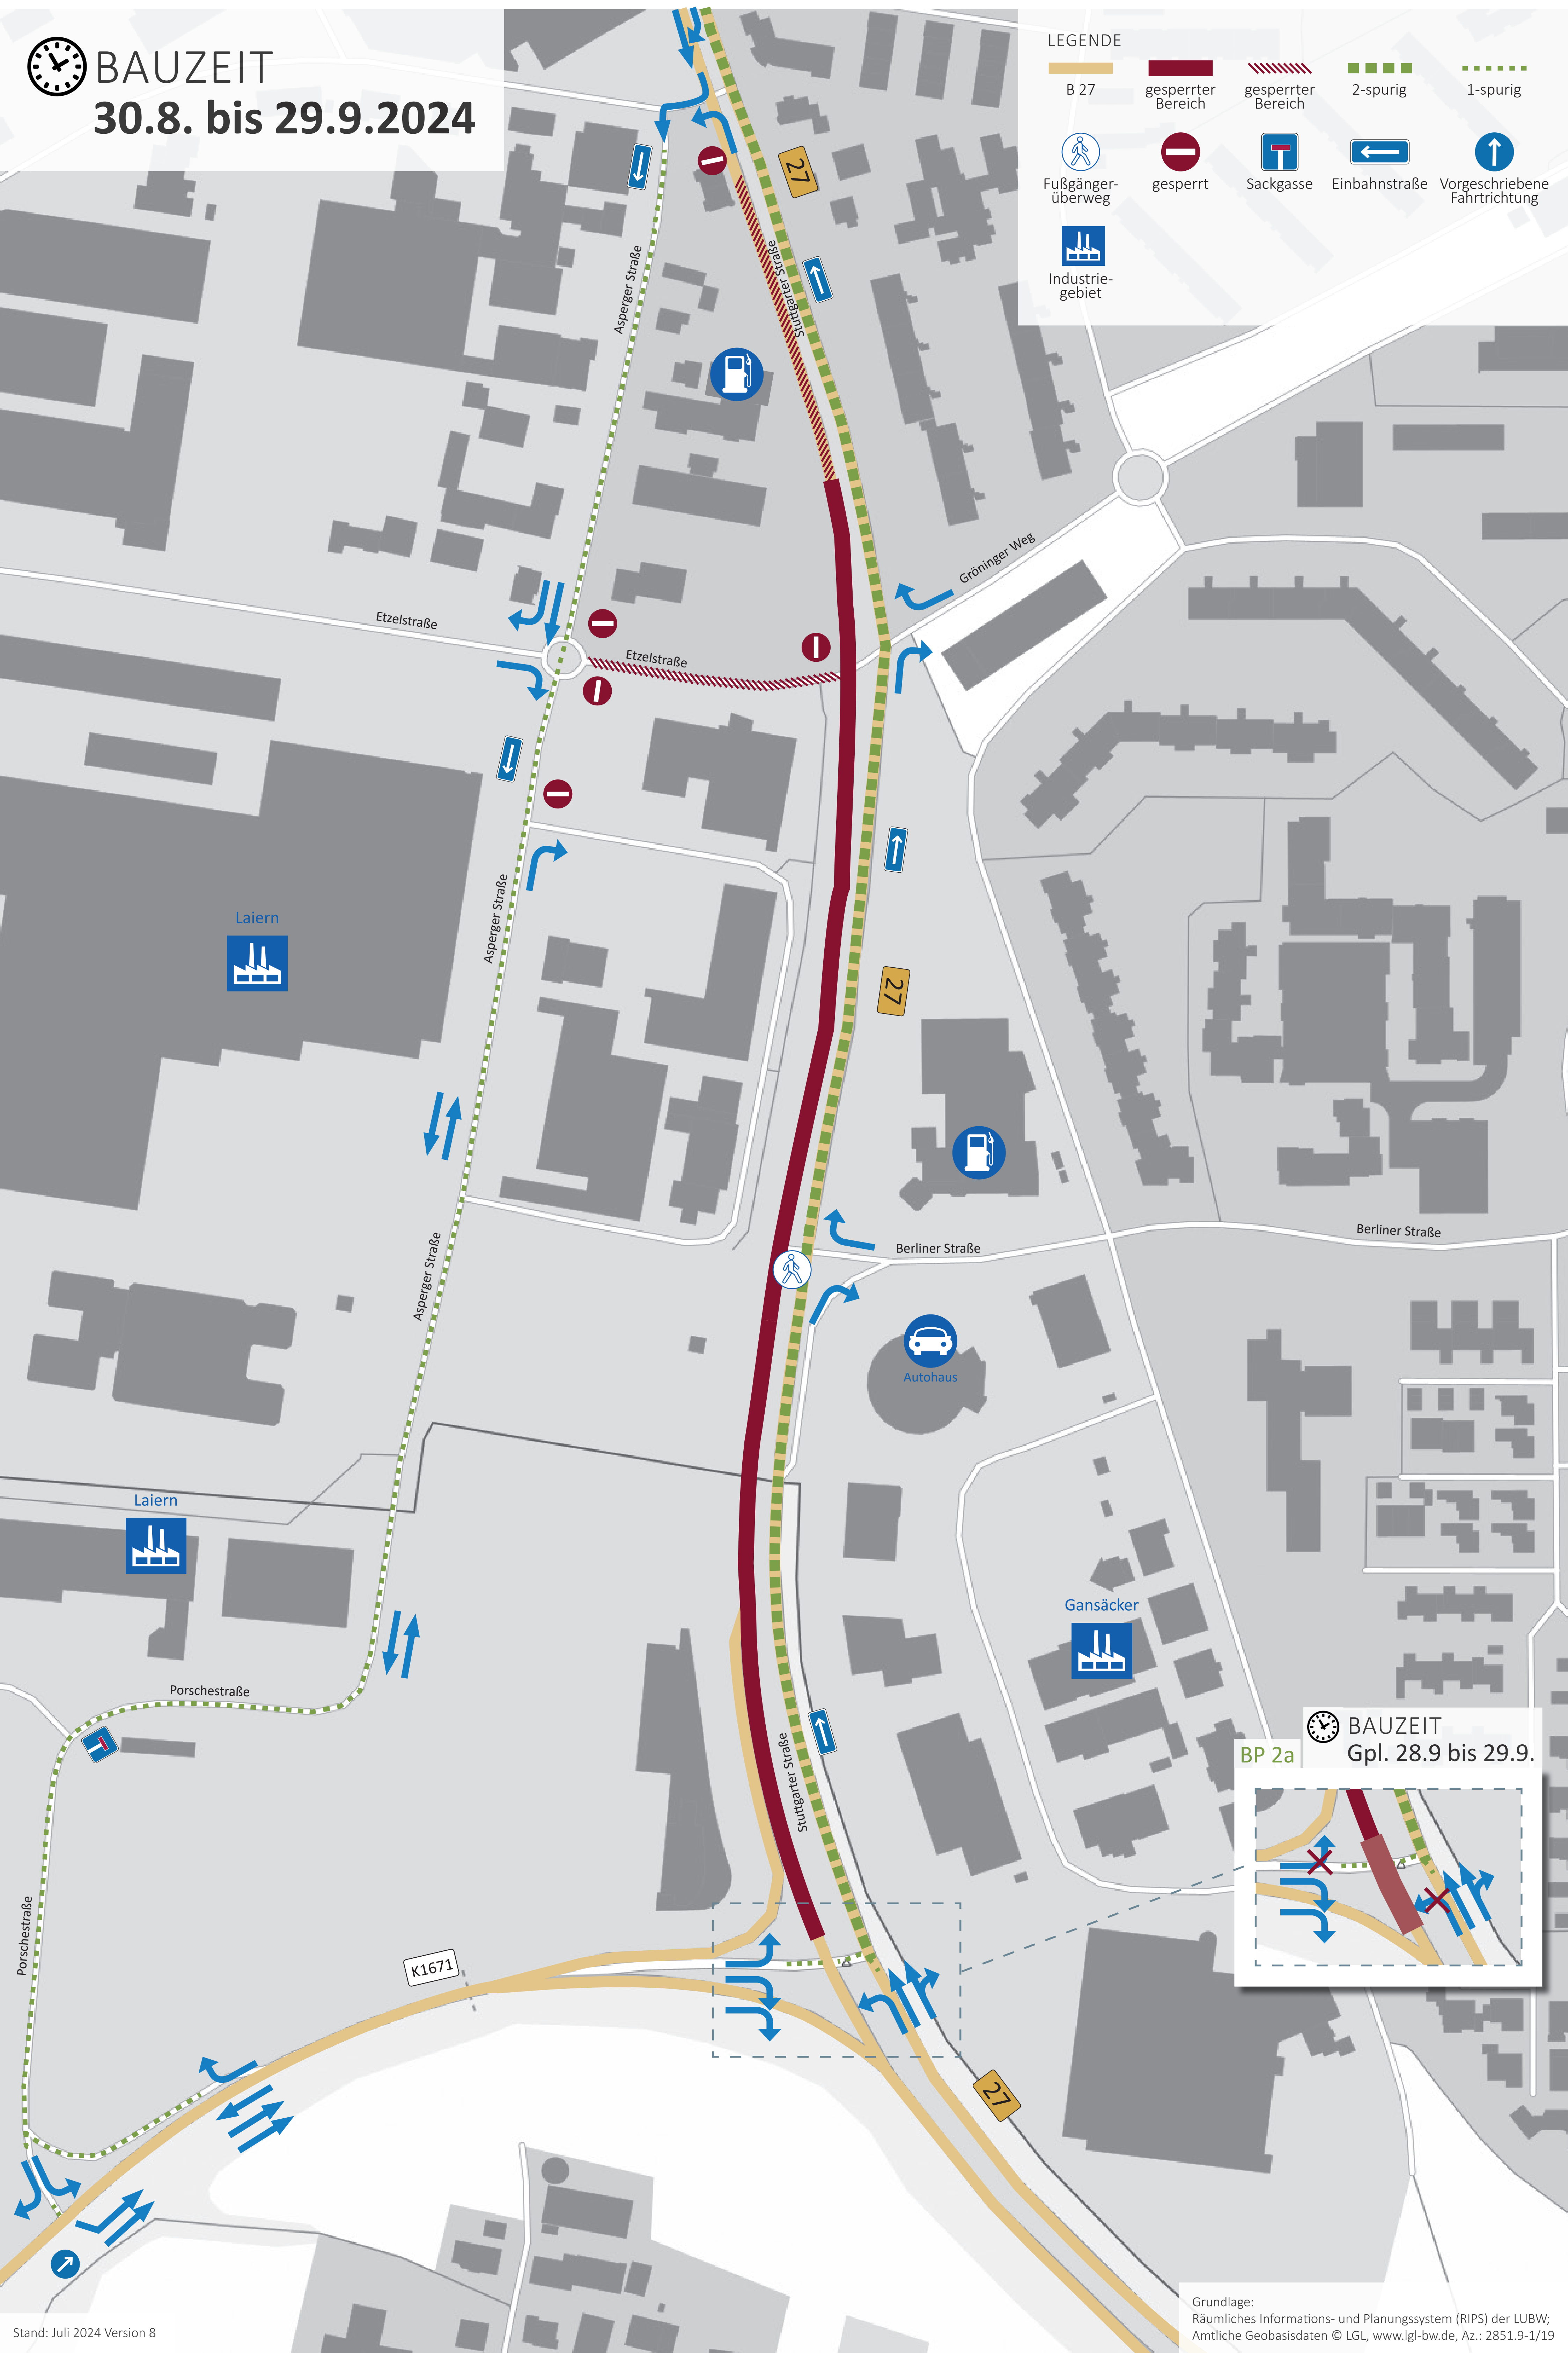 BAUZEIT
30.8. bis 29.9.2024
LEGENDE
B 27
gesperrter
Bereich
gesperrter
Bereich
2-spurig
1-spurig
Fußgänger-
überweg
gesperrt
Sackgasse
Einbahnstraße
Vorgeschriebene
Fahrtrichtung
Industrie-
gebiet
27
Stuttgarter Straße
Asperger Straße
Gröninger Weg
Etzelstraße
Etzelstraße
Laiern
Asperger Straße
27
Berliner Straße
Berliner Straße
Asperger Straße
Autohaus
Laiern
Gansäcker
Porschestraße
Stuttgarter Straße
BAUZEIT
BP 2a
Gpl. 28.9 bis 29.9.
Porschestraße
K1671
27
Grundlage:
Räumliches Informations- und Planungssystem (RIPS) der LUBW;
Amtliche Geobasisdaten © LGL, www.lgl-bw.de, Az.: 2851.9-1/19
Stand: Juli 2024 Version 8